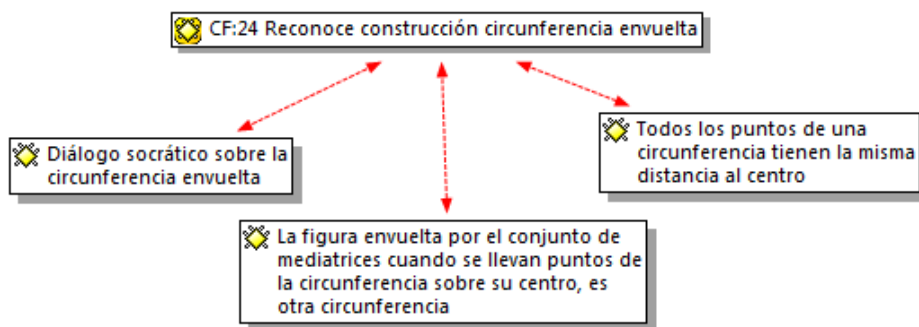 CF:24 Reconoce construcción circunferencia envuelta
Diálogo socrático sobre la
circunferencia envuelta
Todos los puntos de una
circunferencia tienen la misma
distancia al centro
La figura envuelta por el conjunto de
mediatrices cuando se llevan puntos de
la circunferencia sobre su centro, es
otra circunferencia